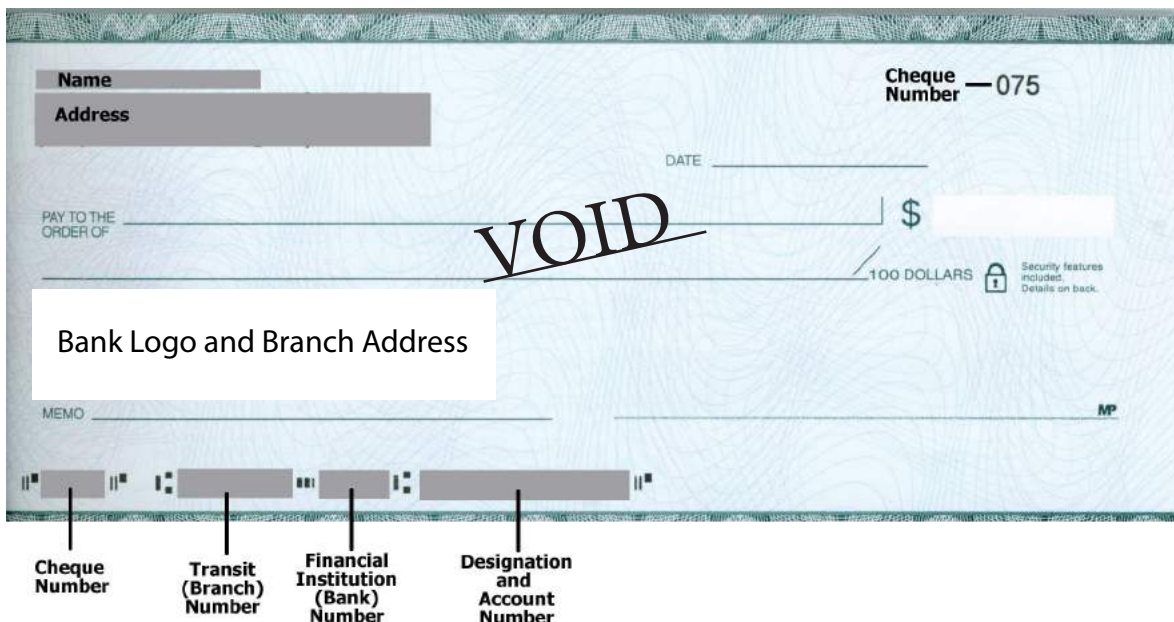 Name
Address
Cheque
Number — 075
DATE
PAY TO THE
ORDER OF
VOID
$
100 DOLLARS
Security features
included.
Details on back.
Bank Logo and Branch Address
MEMO
MP
Cheque
Number
Transit
(Branch)
Number
Financial
Institution
(Bank)
Number
Designation
and
Account
Number